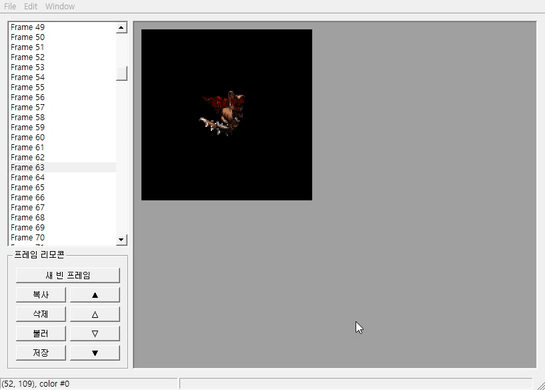 File Edit Window
Frame 49
Frame 50
Frame 51
Frame 52
Frame 53
Frame 54
Frame 55
Frame 56
Frame 57
Frame 58
Frame 59
Frame 60
Frame 61
Frame 62
Frame 63
Frame 64
Frame 65
Frame 66
Frame 67
Frame 68
Frame 69
Frame 70
프레임 리모콘
새 빈 프레임
복사 ▲
삭제 △
불러 ▽
저장 ▼
(52, 109), color #0